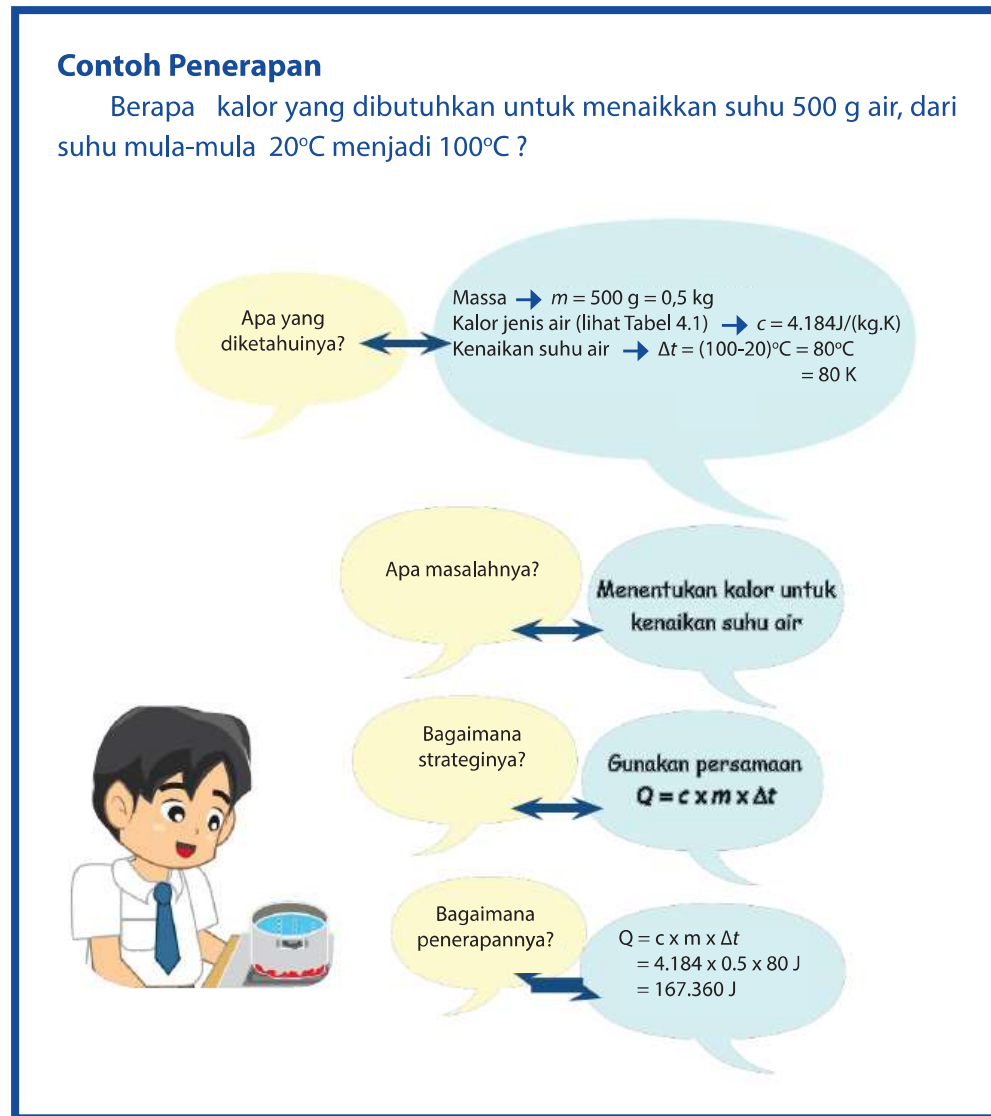 Contoh Penerapan
Berapa kalor yang dibutuhkan untuk menaikkan suhu 500 g air, dari
suhu mula-mula 20°C menjadi 100°C ?
Apa yang
diketahuinya?
Massa → m = 500 g = 0,5 kg
Kalor jenis air (lihat Tabel 4.1) → c = 4.184J/(kg.K)
Kenaikan suhu air → Δt = (100-20)°C = 80°C
= 80 K
Apa masalahnya?
Menentukan kalor untuk
kenaikan suhu air
Bagaimana
strateginya?
Gunakan persamaan
Q = c x m x Δt
Bagaimana
penerapannya?
Q = c x m x Δt
= 4.184 x 0.5 x 80 J
= 167.360 J